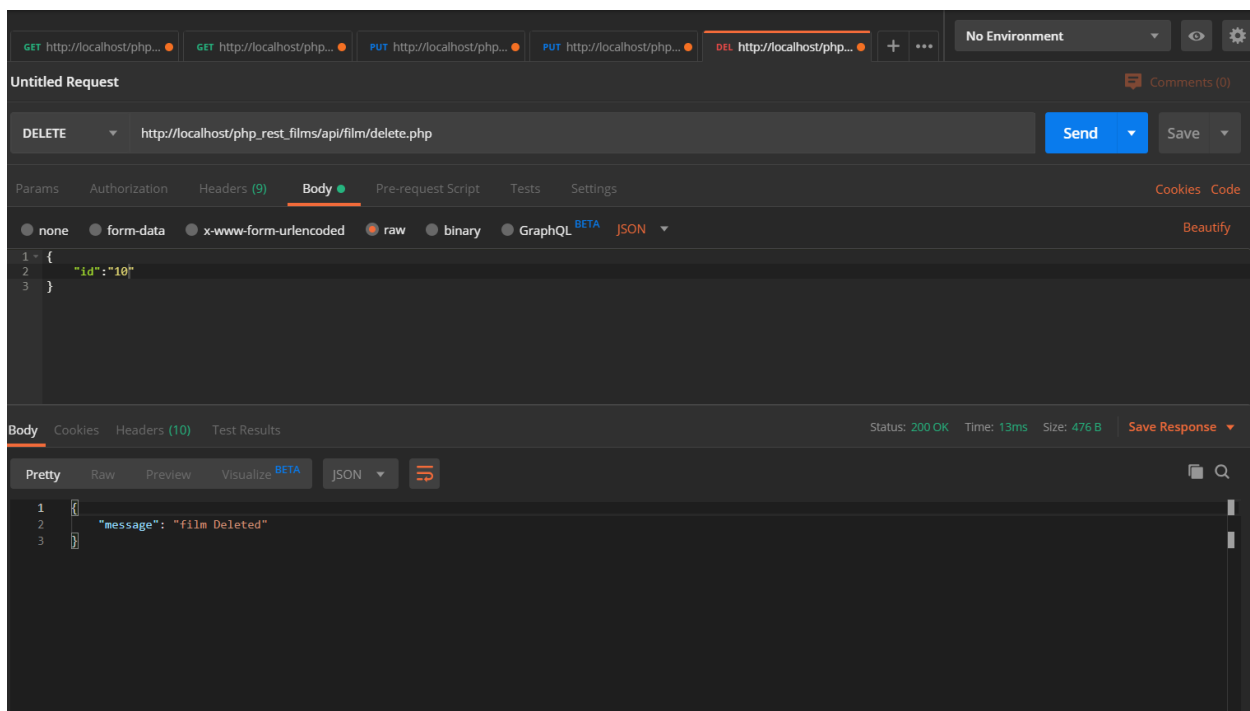 GET http://localhost/php... GET http://localhost/php... PUT http://localhost/php... PUT http://localhost/php... DEL http://localhost/php... + ••• No Environment
Untitled Request Comments (0)
DELETE http://localhost/php_rest_films/api/film/delete.php Send Save
Params Authorization Headers (9) Body Pre-request Script Tests Settings Cookies Code
none form-data x-www-form-urlencoded raw binary GraphQL BETA JSON Beautify
1 {
2 "id":"10"
3 }
Body Cookies Headers (10) Test Results Status: 200 OK Time: 13ms Size: 476 B Save Response
Pretty Raw Preview Visualize BETA JSON
1 {
2 "message": "film Deleted"
3 }